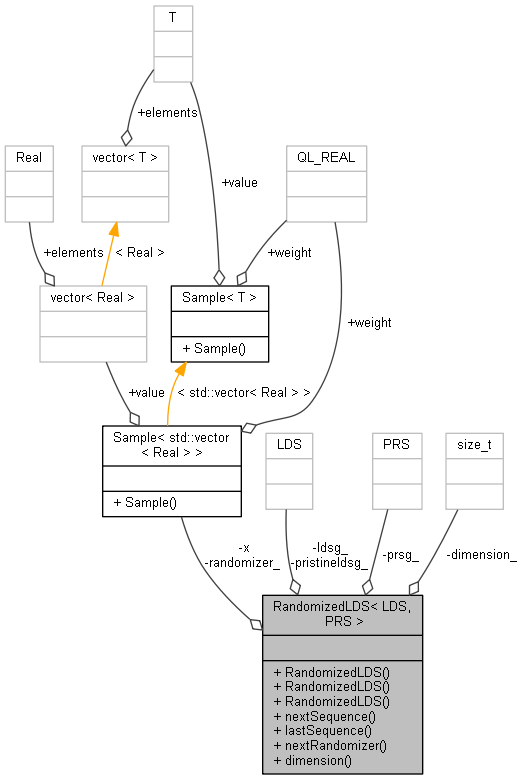 T
+elements
Real
vector< T >
QL_REAL
+value
+elements
< Real >
+weight
vector< Real >
Sample< T >
+ Sample()
+weight
+value
< std::vector< Real > >
Sample< std::vector
< Real > >
+ Sample()
LDS
PRS
size_t
-x
-randomizer_
-ldsg_
-pristineldsg_
-prsg_
-dimension_
RandomizedLDS< LDS,
PRS >
+ RandomizedLDS()
+ RandomizedLDS()
+ RandomizedLDS()
+ nextSequence()
+ lastSequence()
+ nextRandomizer()
+ dimension()